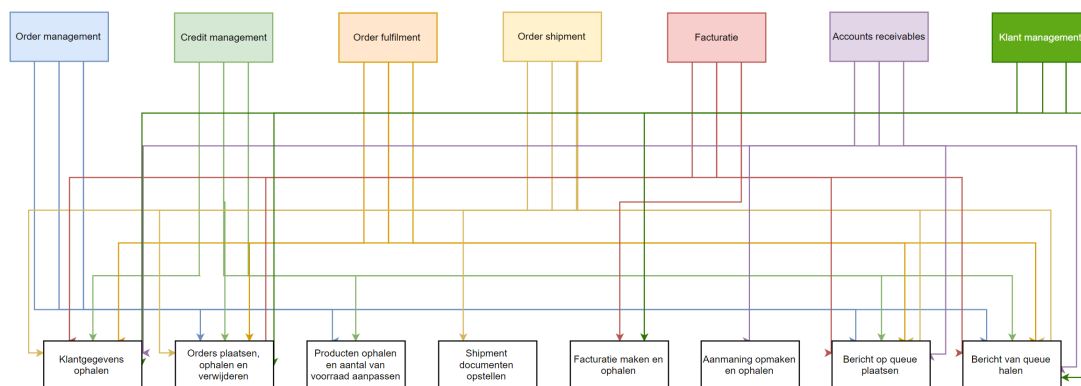 Order management
Credit management
Order fulfilment
Order shipment
Facturatie
Accounts receivables
Klant management
Klantgegevens
ophalen
Orders plaatsen,
ophalen en
verwijderen
Producten ophalen
en aantal van
voorraad aanpassen
Shipment
documenten
opstellen
Facturatie maken en
ophalen
Aanmaning opmaken
en ophalen
Bericht op queue
plaatsen
Bericht van queue
halen